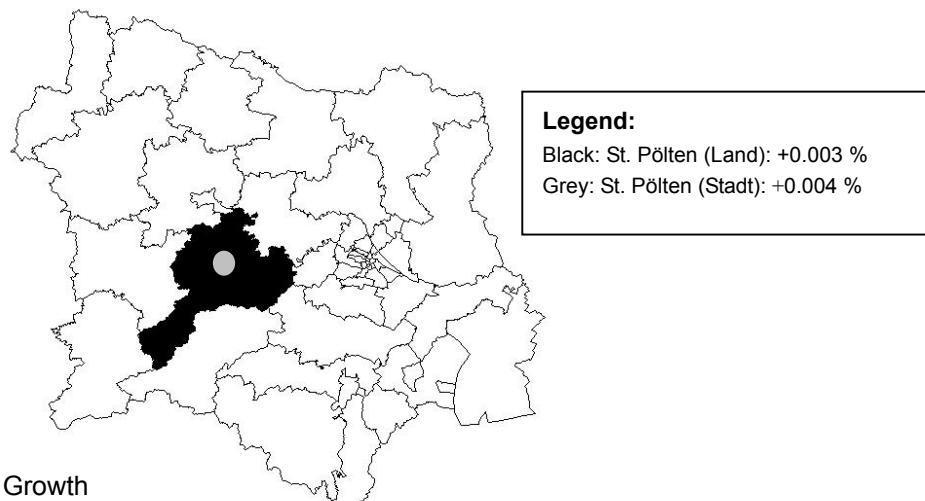 Legend:
Black: St. Pölten (Land): +0.003 %
Grey: St. Pölten (Stadt): +0.004 %
Growth